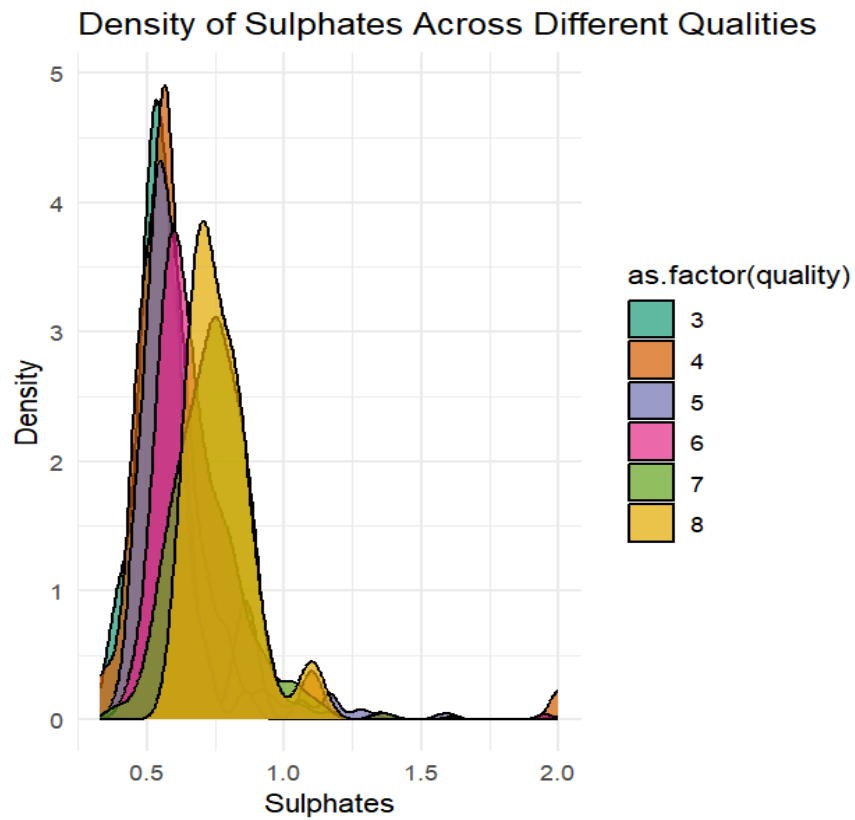 Density of Sulphates Across Different Qualities
5
4
3
2
1
0
Density
0.5 1.0 1.5 2.0
Sulphates
as.factor(quality)
3
4
5
6
7
8